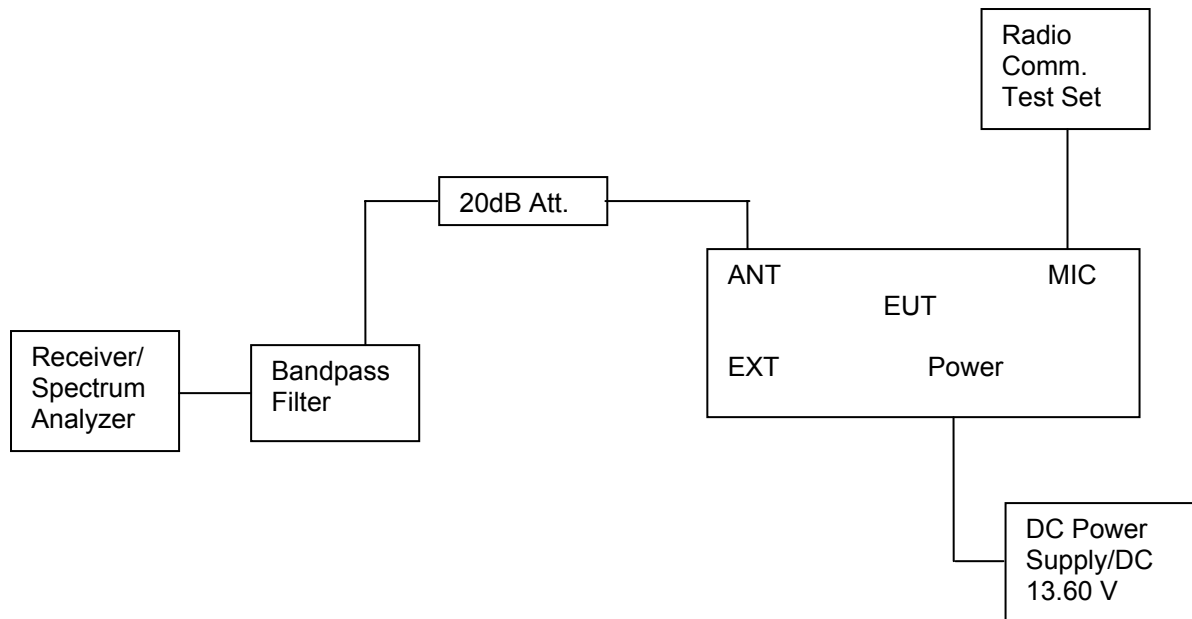 Radio
Comm.
Test Set
20dB Att.
ANT
MIC
EUT
EXT
Power
Receiver/
Spectrum
Analyzer
Bandpass
Filter
DC Power
Supply/DC
13.60 V